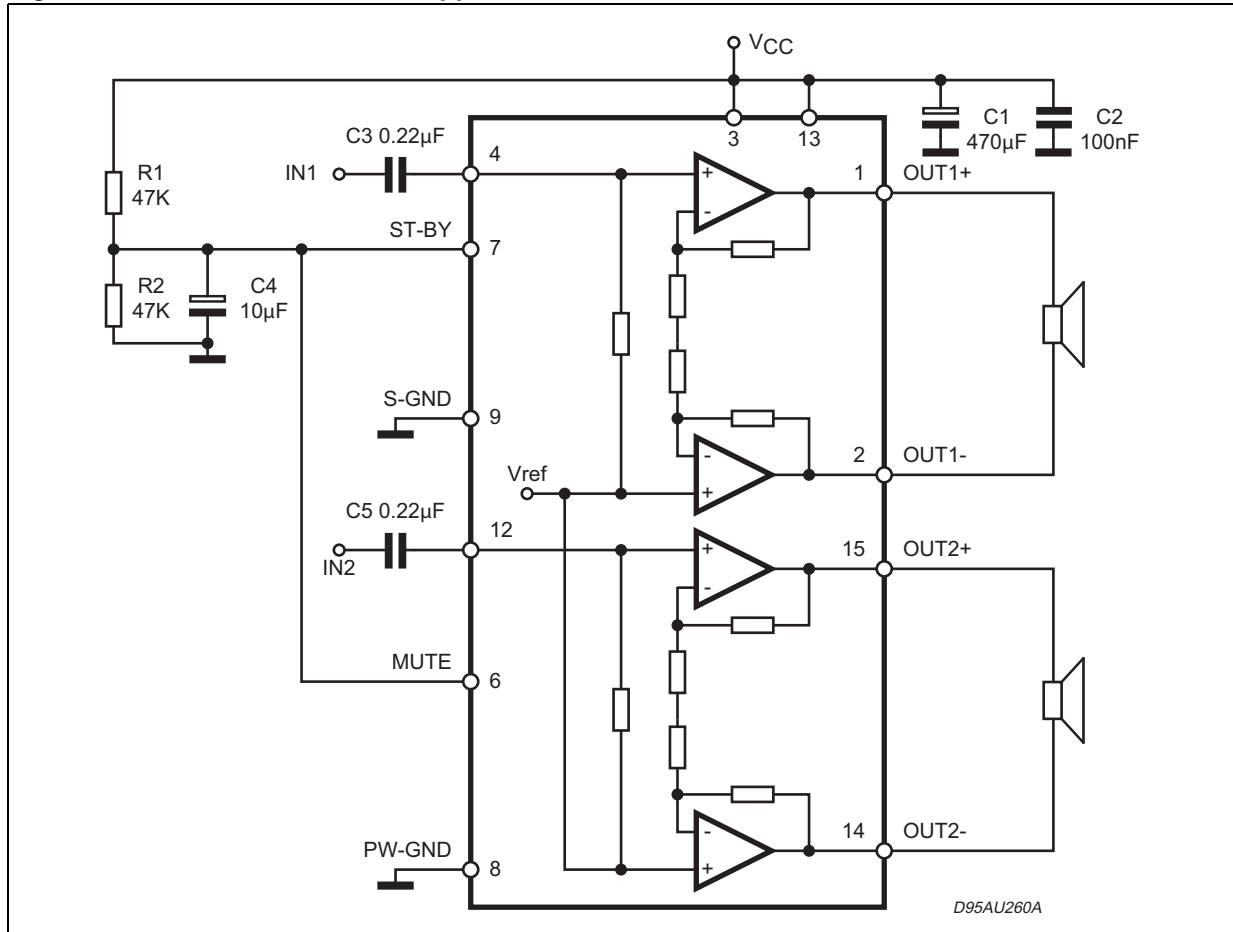 VCC
3
13
C1
470µF
C2
100nF
C3 0.22µF
IN1
4
+
-
1
OUT1+
R1
47K
ST-BY
7
R2
47K
C4
10µF
S-GND
9
-
+
2
OUT1-
Vref
C5 0.22µF
IN2
12
+
-
15
OUT2+
MUTE
6
-
+
14
OUT2-
PW-GND
8
D95AU260A